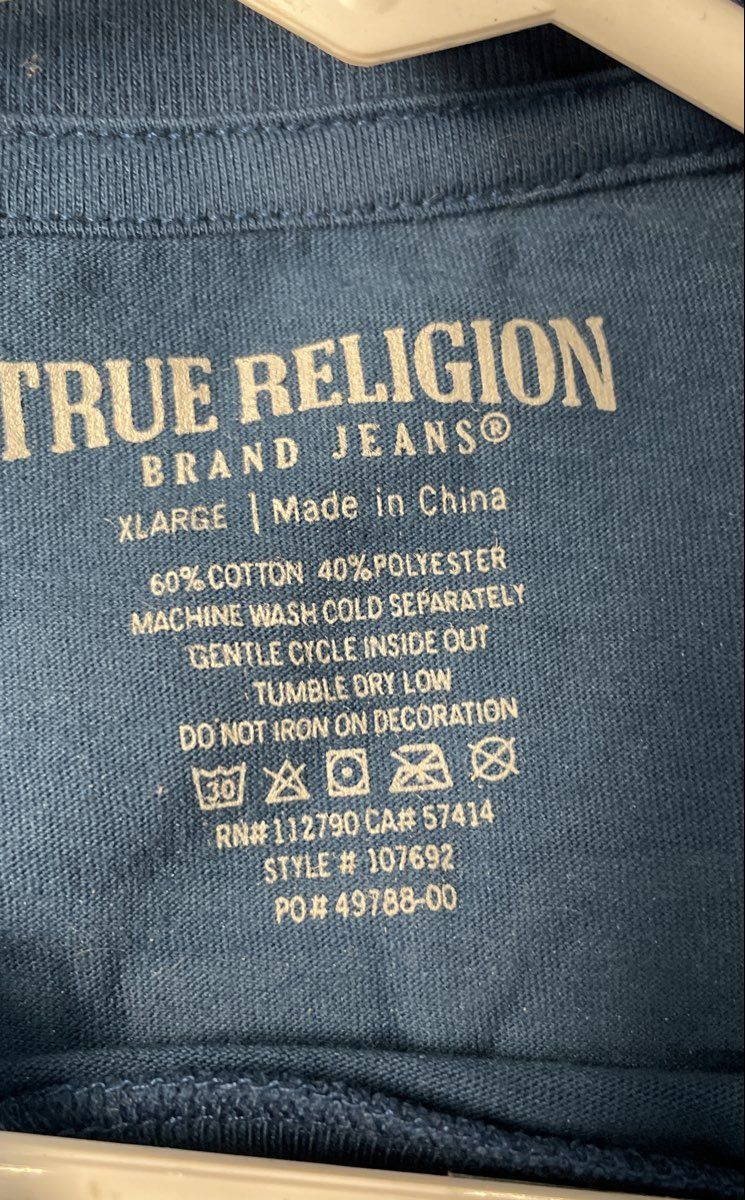 TRUE RELIGION
BRAND JEANS®
XLARGE | Made in China
60% COTTON 40% POLYESTER
MACHINE WASH COLD SEPARATELY
GENTLE CYCLE INSIDE OUT
TUMBLE DRY LOW
DO NOT IRON ON DECORATION
30
RN# 112790 CA# 57414
STYLE # 107692
PO# 49788-00